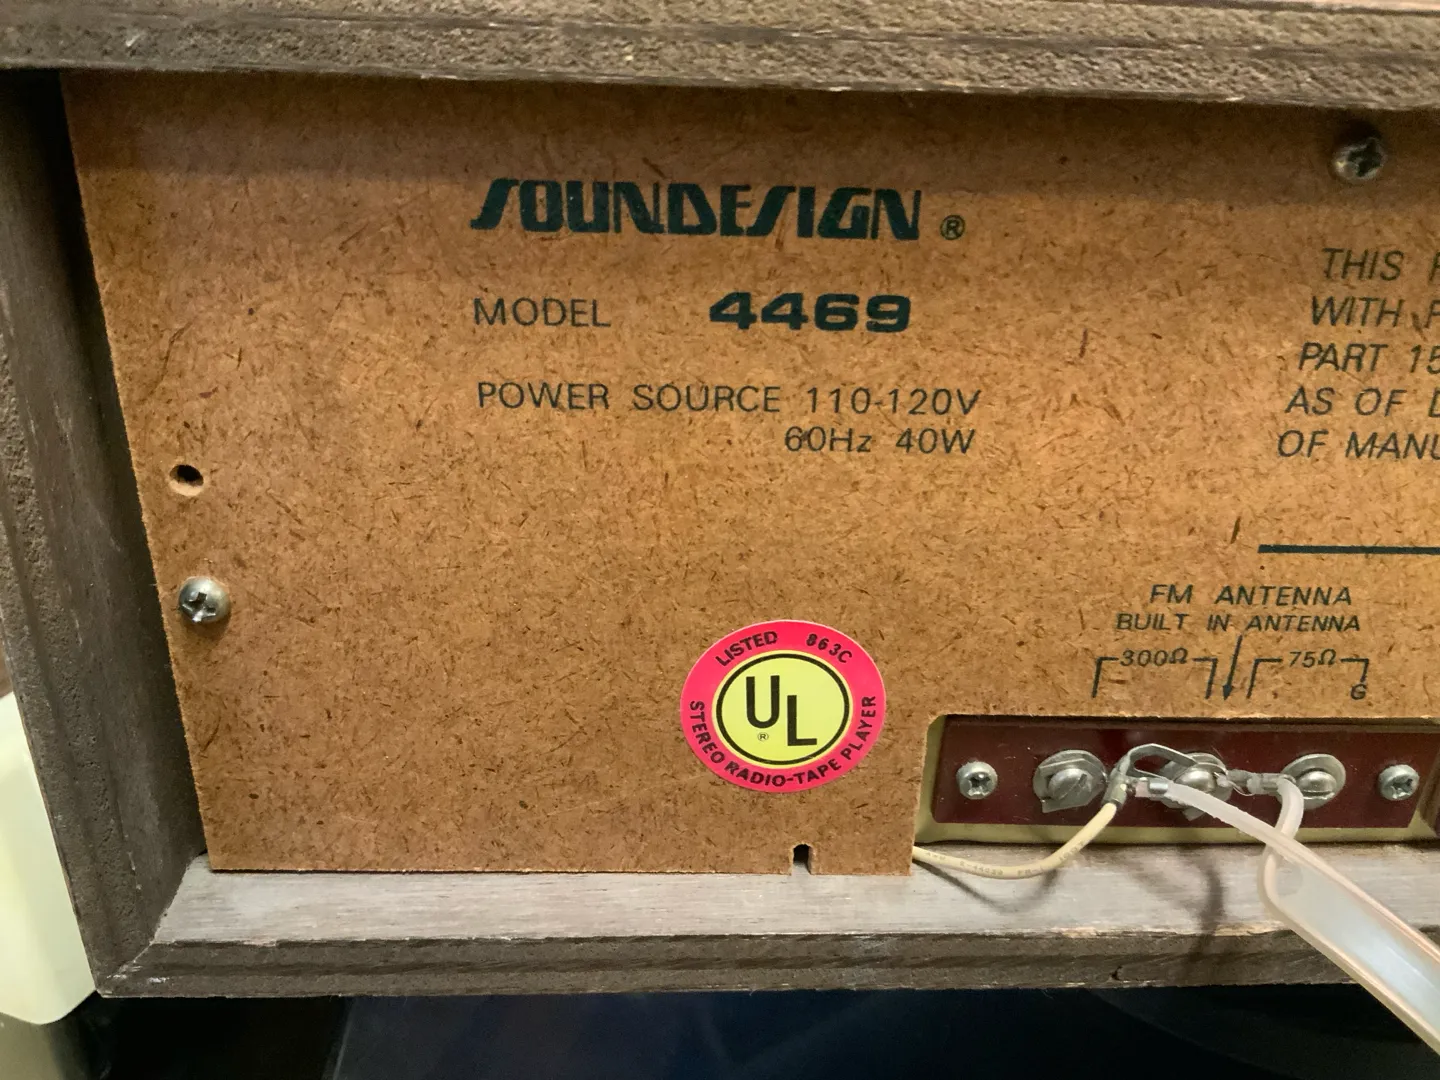 SOUNDESIGN ®
MODEL 4469
POWER SOURCE 110-120V
60Hz 40W
THIS
WITH
PART 15
AS OF
OF
FM ANTENNA
BUILT IN ANTENNA
300Ω 75Ω
G
LISTED 863C
UL ®
STEREO RADIO-TAPE PLAYER